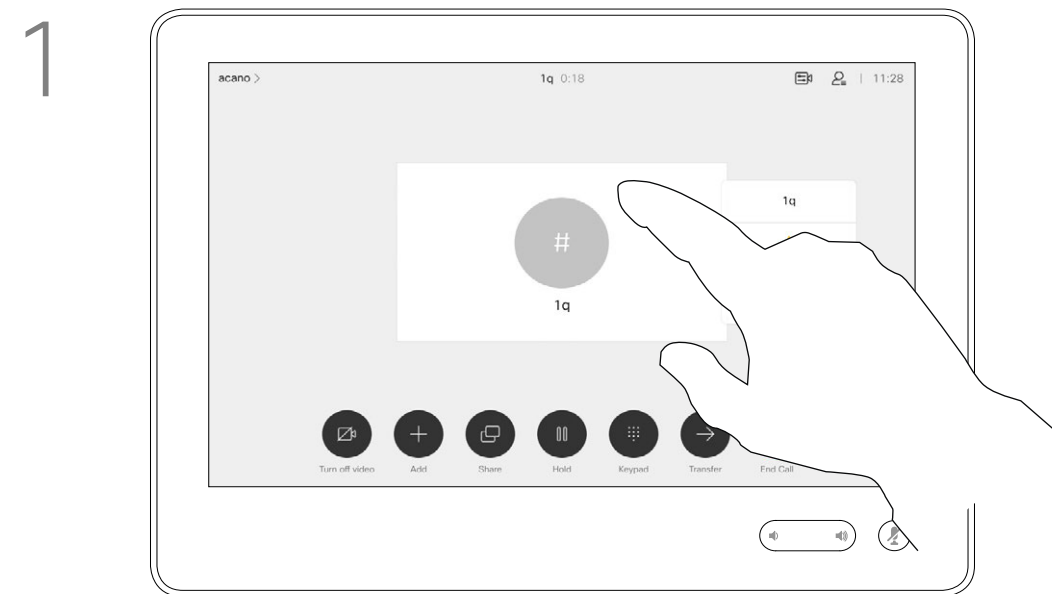 1
acano >
1q 0:18
11:28
#
1q
1q
Turn off video
Add
Share
Hold
Keypad
Transfer
End Call